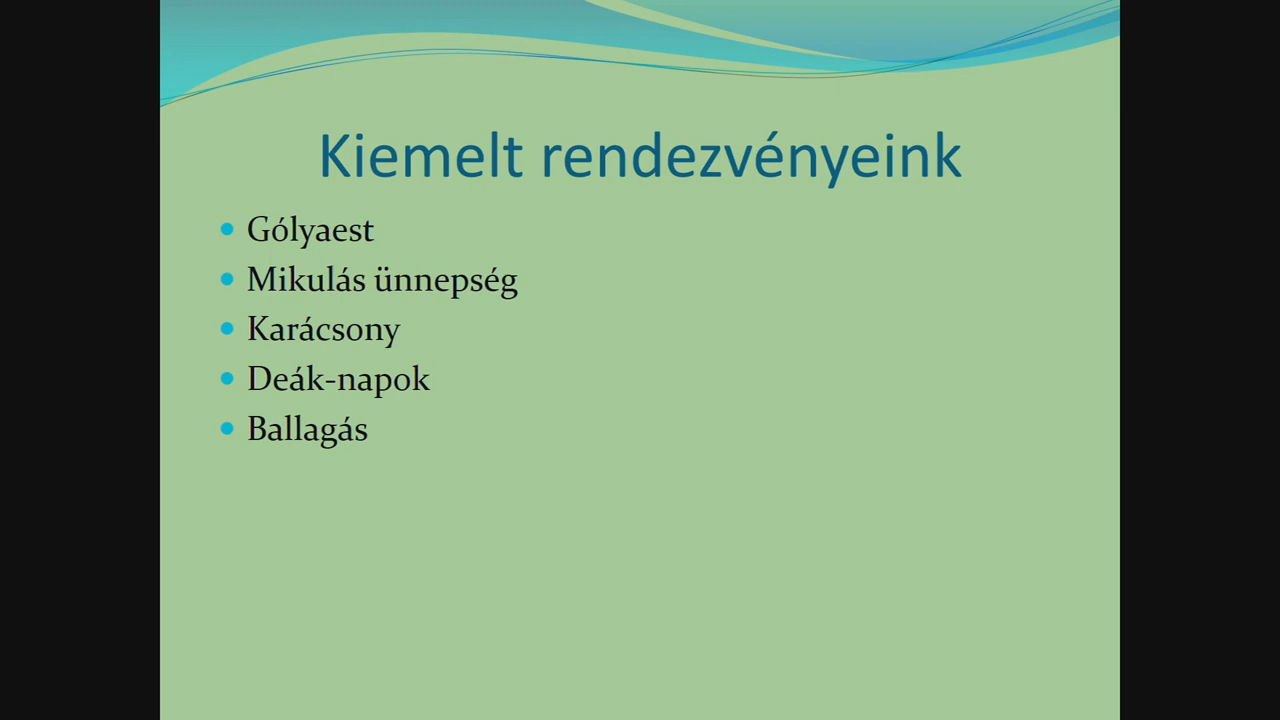 Kiemelt rendezvényeink
Gólyaest
Mikulás ünnepség
Karácsony
Deák-napok
Ballagás